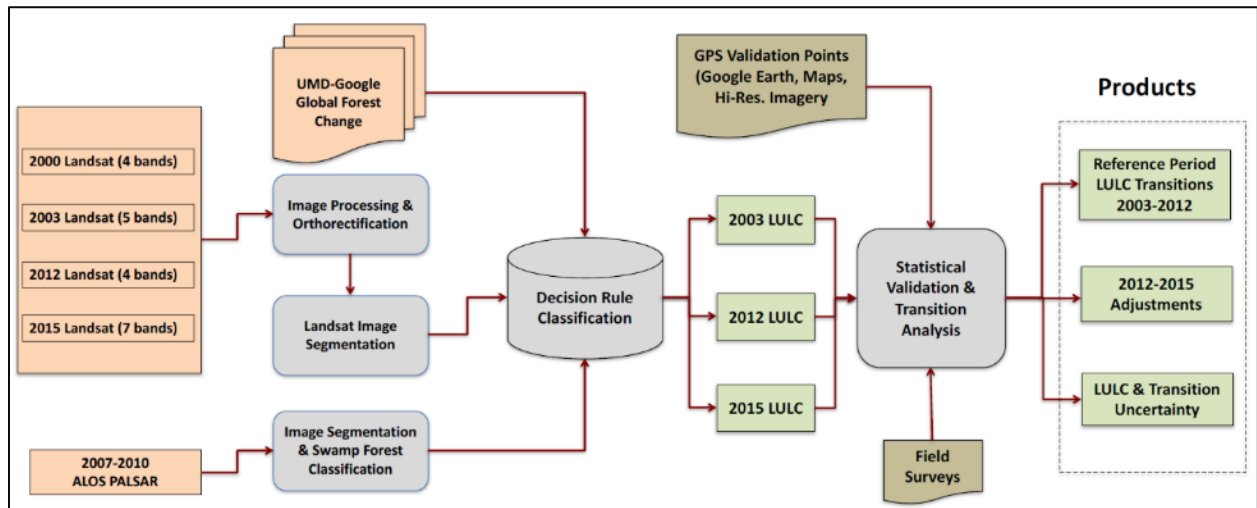 UMD-Google
Global Forest
Change
GPS Validation Points
(Google Earth, Maps,
Hi-Res. Imagery
Products
2000 Landsat (4 bands)
2003 Landsat (5 bands)
2012 Landsat (4 bands)
2015 Landsat (7 bands)
Image Processing &
Orthorectification
Landsat Image
Segmentation
2007-2010
ALOS PALSAR
Image Segmentation
& Swamp Forest
Classification
Decision Rule
Classification
2003 LULC
2012 LULC
2015 LULC
Statistical
Validation &
Transition
Analysis
Field
Surveys
Reference Period
LULC Transitions
2003-2012
2012-2015
Adjustments
LULC & Transition
Uncertainty